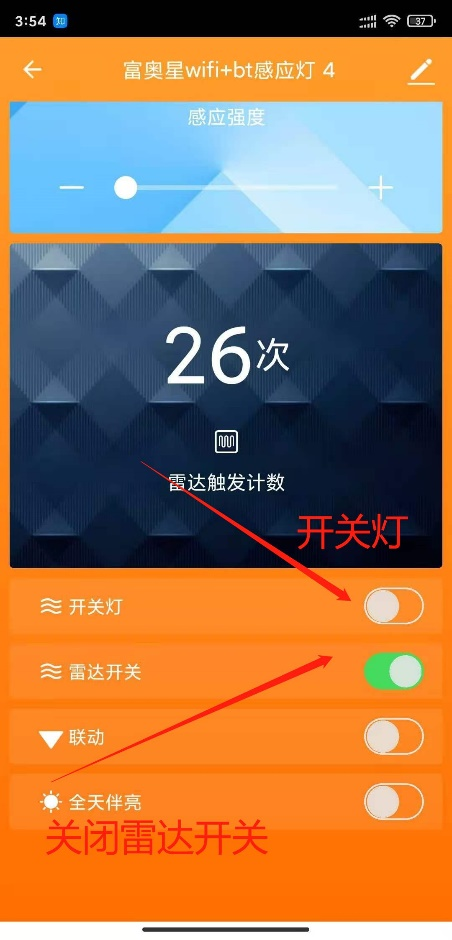 3:54 知 37
富奥星wifi+bt感应灯 4
感应强度
26次
雷达触发计数
开关灯
开关灯
雷达开关
联动
全天伴亮
关闭雷达开关